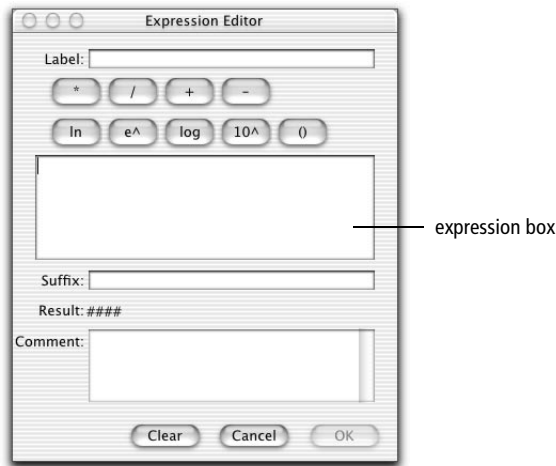 Expression Editor
Label:
* / + -
ln e^ log 10^ ()
expression box
Suffix:
Result: ####
Comment:
Clear Cancel OK